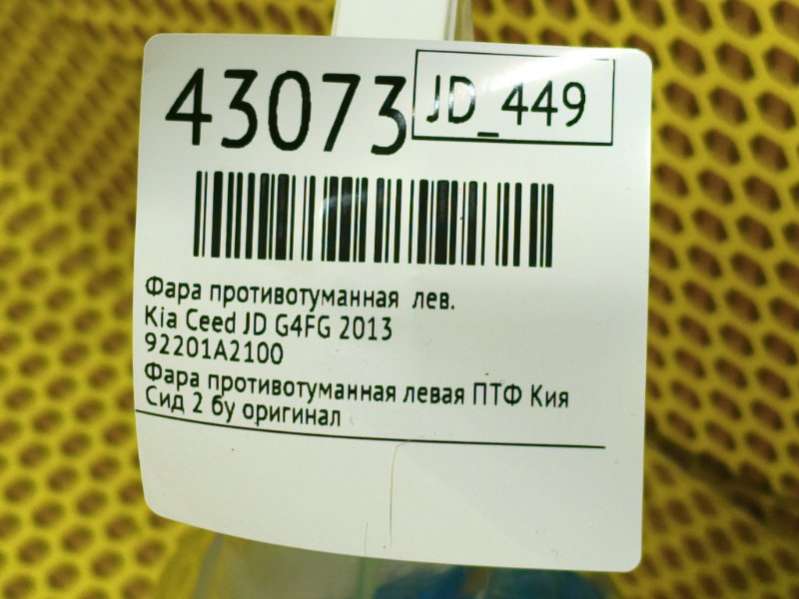 43073 JD_449
Фара противотуманная лев.
Kia Ceed JD G4FG 2013
92201A2100
Фара противотуманная левая ПТФ Кия
Сид 2 бу оригинал